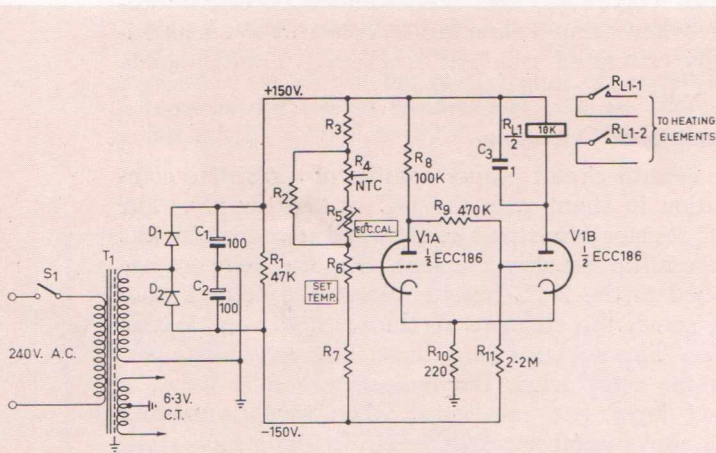 +150V.
R3
R4
NTC
R2
R5
60°C.CAL.
R6
SET
TEMP.
R7
R8
100K
R9 470K
V1A
½ ECC186
C3
1
RL1
2
10K
RL1-1
RL1-2
TO HEATING
ELEMENTS
V1B
½ ECC186
D1
D2
C1
100
C2
100
R1
47K
S1
T1
240V. A.C.
6·3V.
C.T.
R10
220
R11
2·2M
-150V.